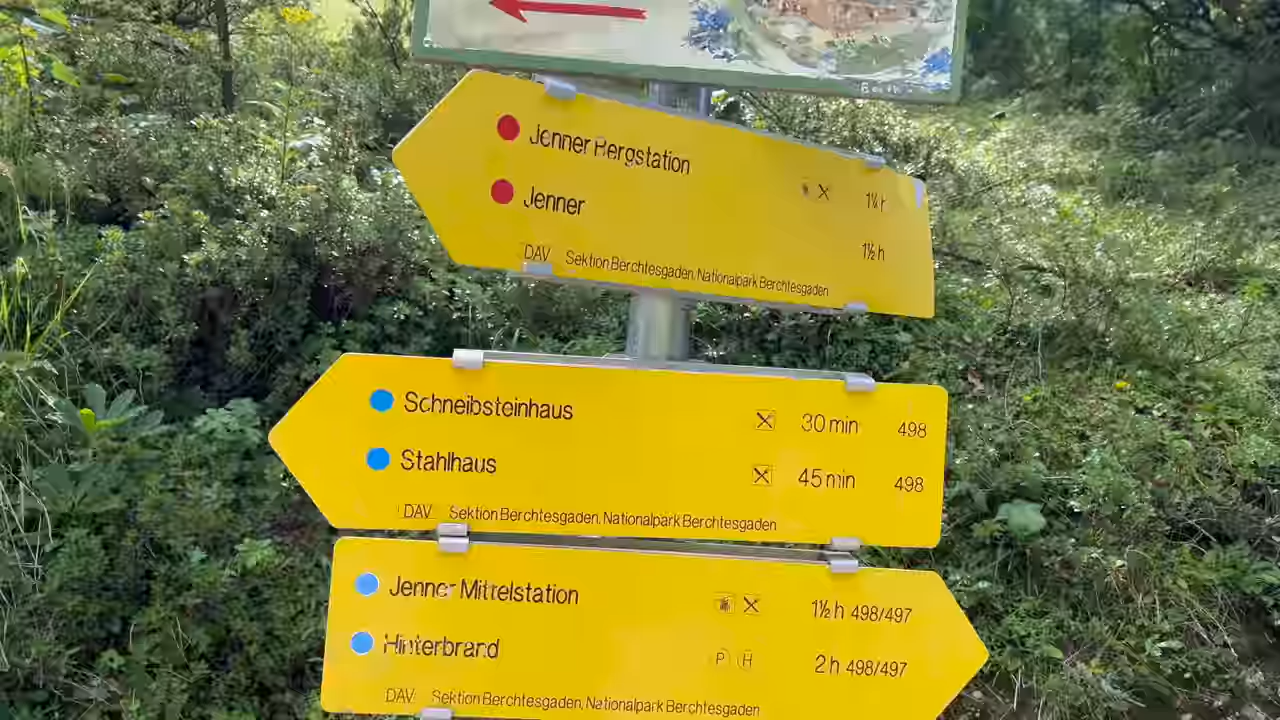 Jenner Bergstation 1¼ h
Jenner 1½ h
DAV Sektion Berchtesgaden, Nationalpark Berchtesgaden
Schneibsteinhaus 30 min 498
Stahlhaus 45 min 498
DAV Sektion Berchtesgaden, Nationalpark Berchtesgaden
Jenner Mittelstation 1½ h 498/497
Hinterbrand P H 2 h 498/497
DAV Sektion Berchtesgaden, Nationalpark Berchtesgaden